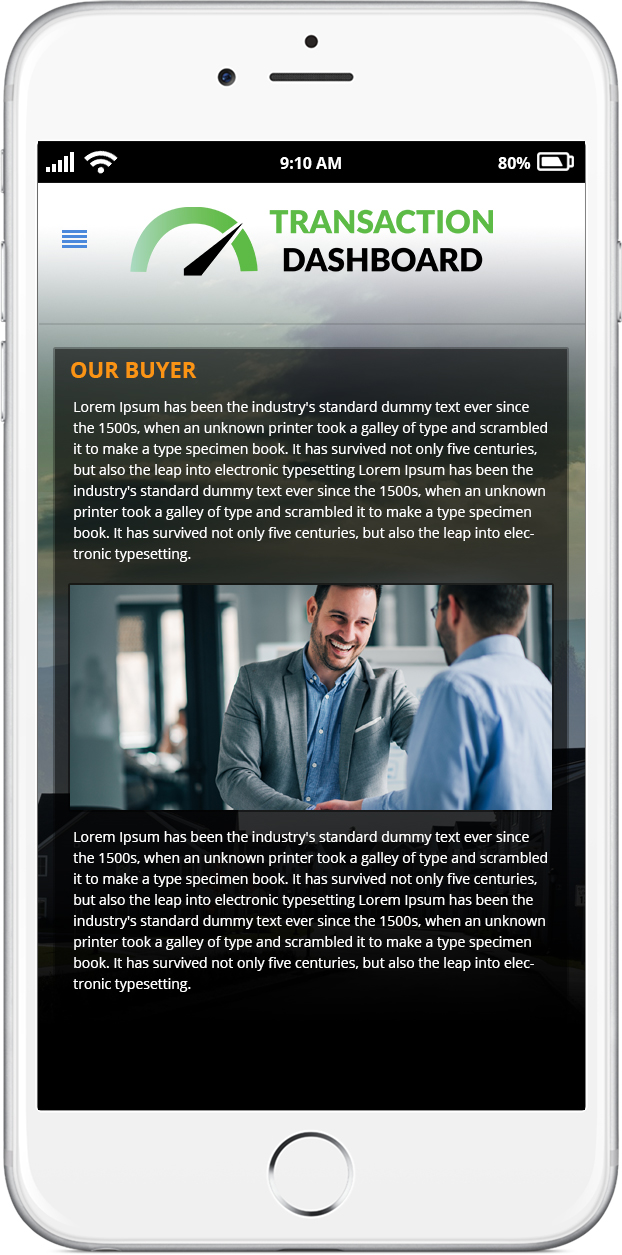 9:10 AM
80%
TRANSACTION
DASHBOARD
OUR BUYER
Lorem Ipsum has been the industry's standard dummy text ever since
the 1500s, when an unknown printer took a galley of type and scrambled
it to make a type specimen book. It has survived not only five centuries,
but also the leap into electronic typesetting Lorem Ipsum has been the
industry's standard dummy text ever since the 1500s, when an unknown
printer took a galley of type and scrambled it to make a type specimen
book. It has survived not only five centuries, but also the leap into elec-
tronic typesetting.
Lorem Ipsum has been the industry's standard dummy text ever since
the 1500s, when an unknown printer took a galley of type and scrambled
it to make a type specimen book. It has survived not only five centuries,
but also the leap into electronic typesetting Lorem Ipsum has been the
industry's standard dummy text ever since the 1500s, when an unknown
printer took a galley of type and scrambled it to make a type specimen
book. It has survived not only five centuries, but also the leap into elec-
tronic typesetting.